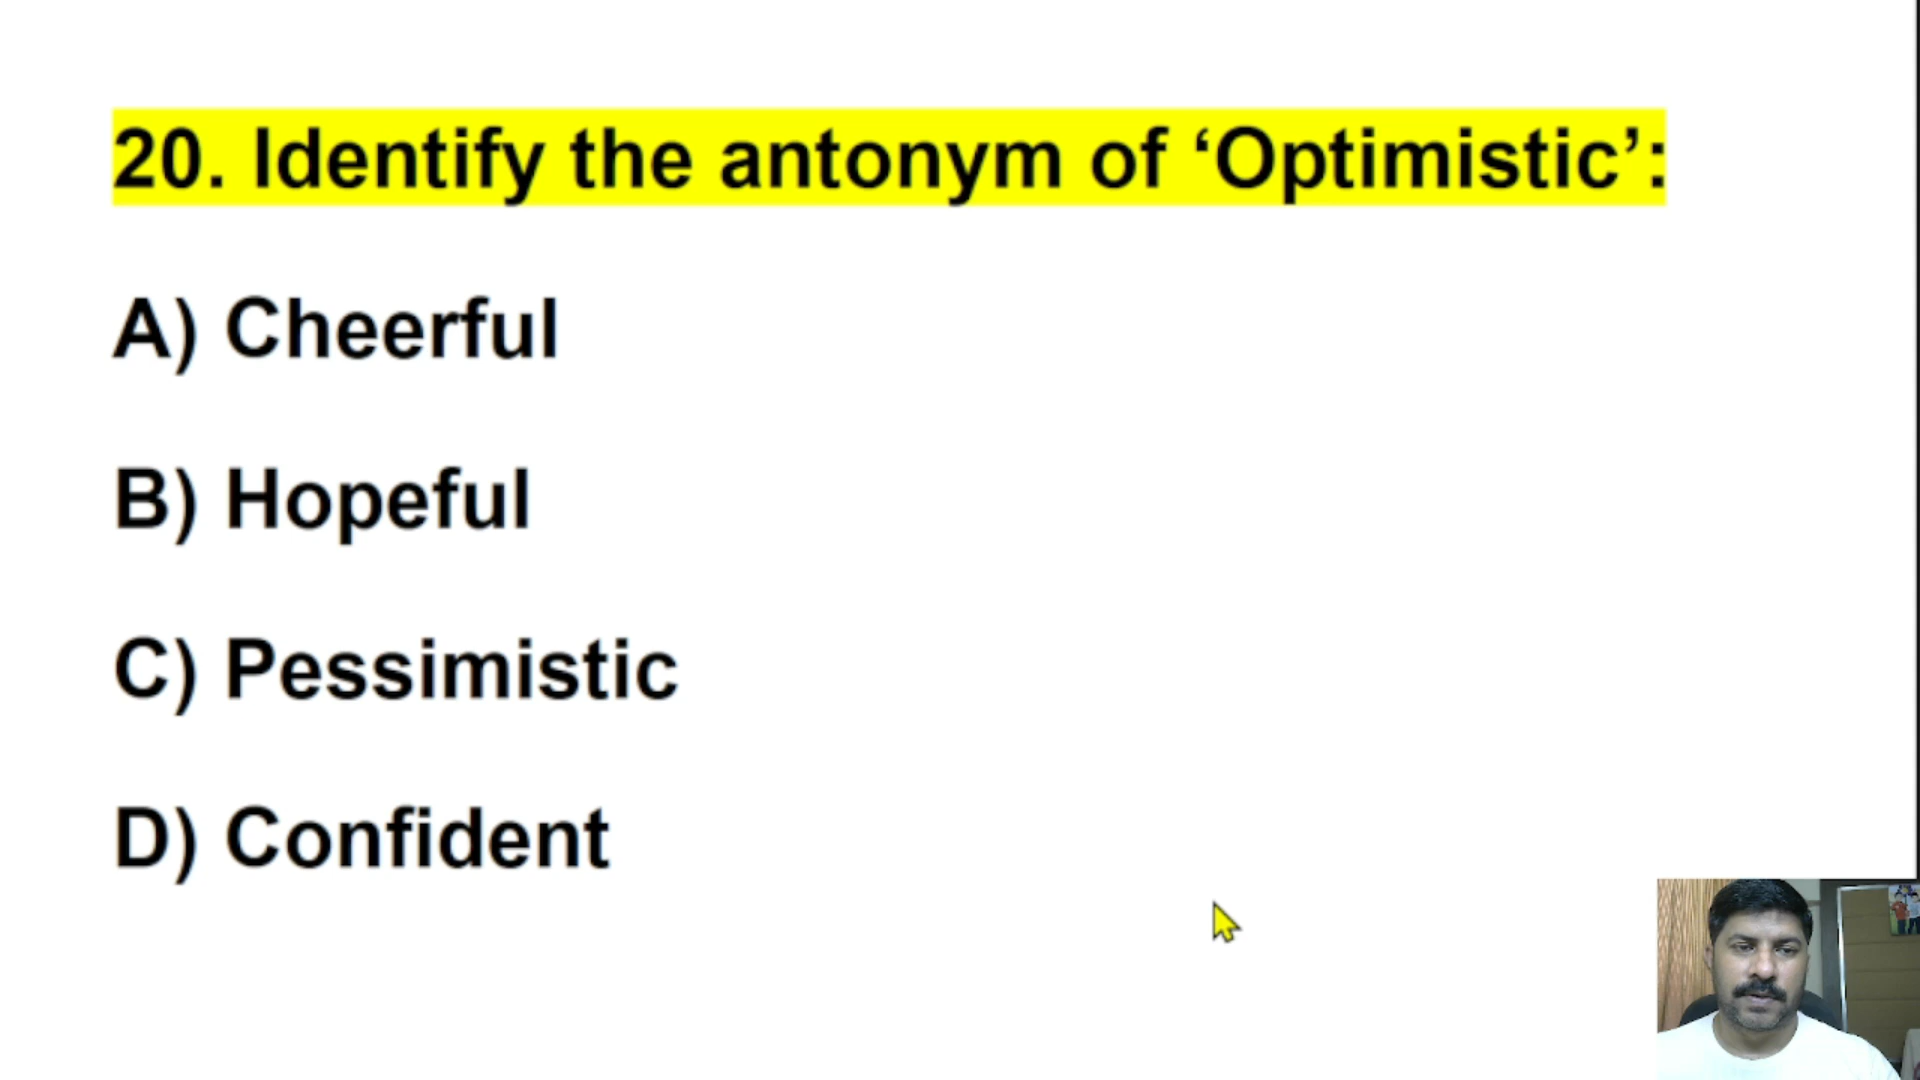 20. Identify the antonym of ‘Optimistic’:
A) Cheerful
B) Hopeful
C) Pessimistic
D) Confident